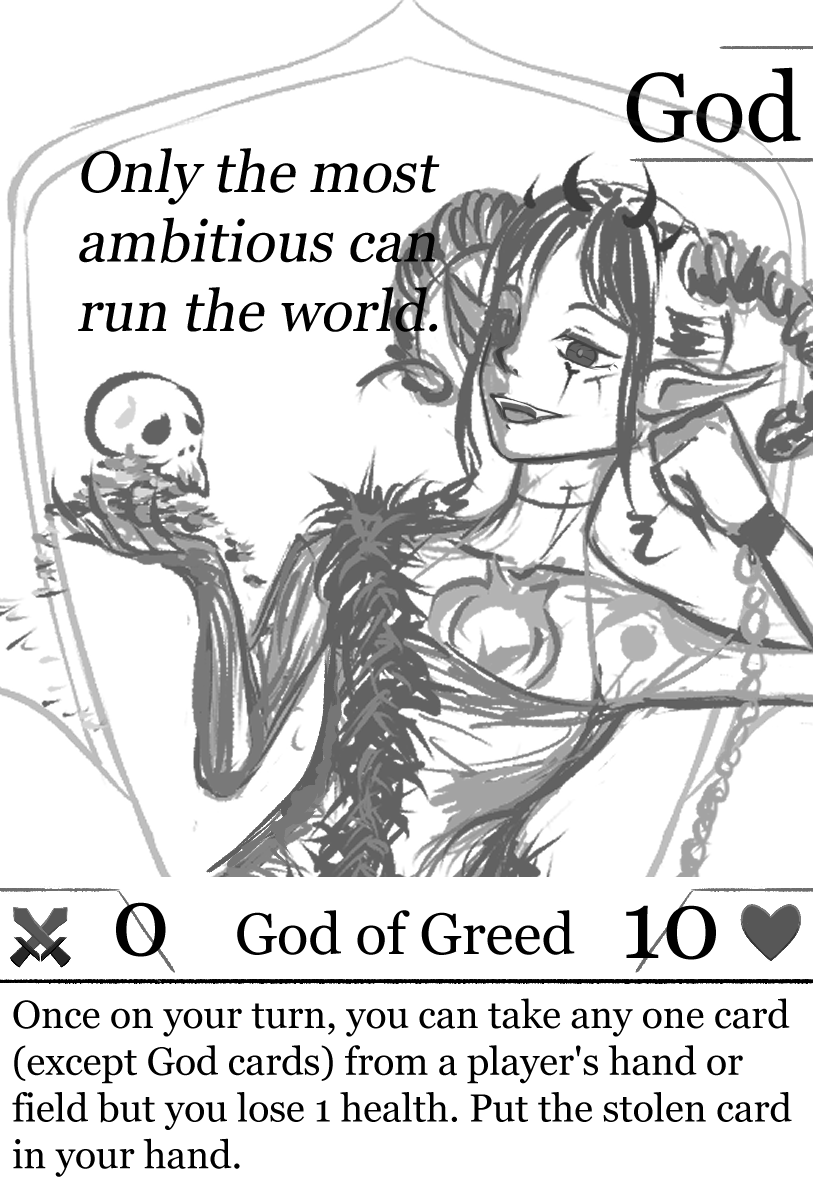 God
Only the most
ambitious can
run the world.
0 God of Greed 10
Once on your turn, you can take any one card
(except God cards) from a player's hand or
field but you lose 1 health. Put the stolen card
in your hand.